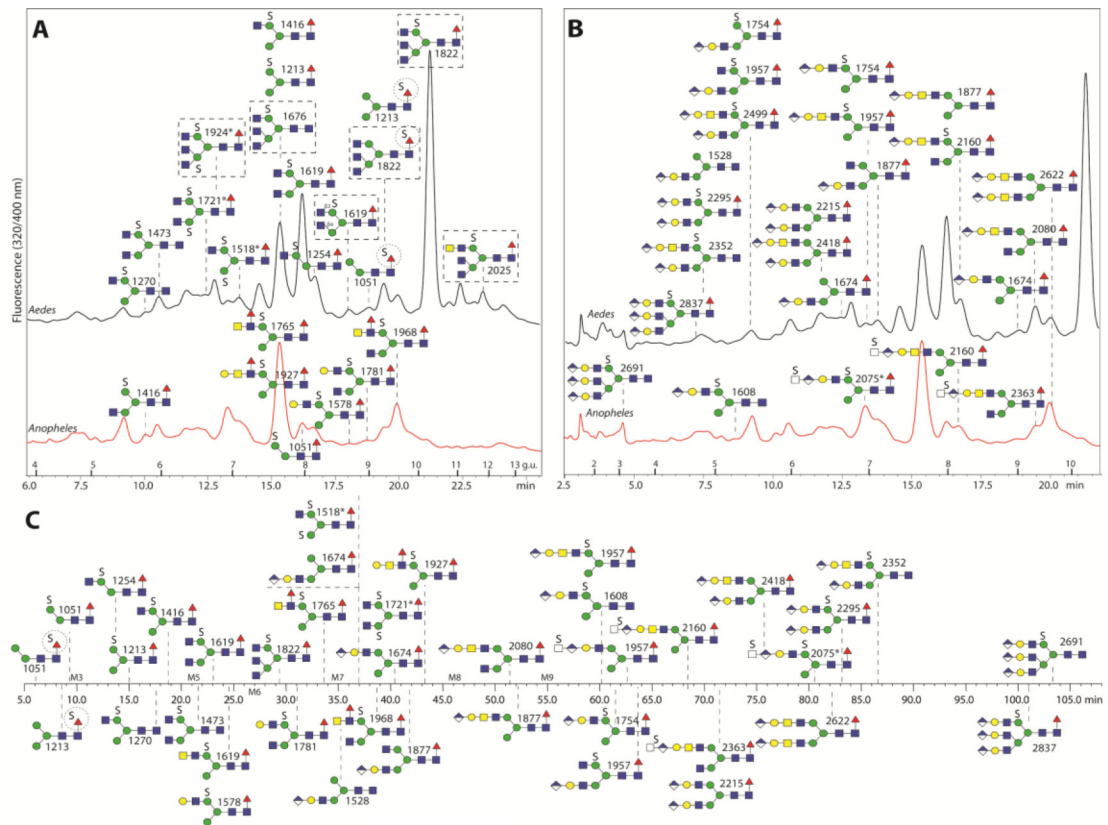 A
S
1416
S
1213
S
1924*
S
S
1676
S
1822
S
1213
S
1822
S
1721*
S
1619
1619
S
S
1473
S
1518*
S
S
1254
S
1051
S
2025
S
1270
Aedes
S
1765
1968
S
1927
S
1781
S
1416
S
1578
Anopheles
S
1051
Fluorescence (320/400 nm)
4 5 6 7 8 9 10 11 12 13 g.u.
6.0 7.5 10.0 12.5 15.0 17.5 20.0 22.5 min
B
S
1754
S
1957
S
1754
1877
S
2499
S
1957
2160
1528
S
1877
2622
S
2295
S
2215
S
2352
S
2418
2080
S
2837
1674
S
1674
Aedes
S
2691
S
S
2160
1608
S
2075*
S
2363
Anopheles
2 3 4 5 6 7 8 9 10
2.5 5.0 7.5 10.0 12.5 15.0 17.5 20.0 min
C
S
1518*
S
1254
1674
S
1927
S
1957
2418
S
2352
S
1051
S
1416
S
1765
S
1721*
S
1608
S
2295
S
1051
S
1213
S
1619
S
1822
1674
2080
S
1957
S
2160
S
2075*
S
2691
M3 M5 M6 M7 M8 M9
5.0 10.0 15.0 20.0 25.0 30.0 35.0 40.0 45.0 50.0 55.0 60.0 65.0 70.0 75.0 80.0 85.0 90.0 95.0 100.0 105.0 min
S
1213
S
1270
S
1473
S
1781
1968
1877
1877
S
1754
2622
S
1619
S
1957
S
2363
2837
S
1578
1528
2215